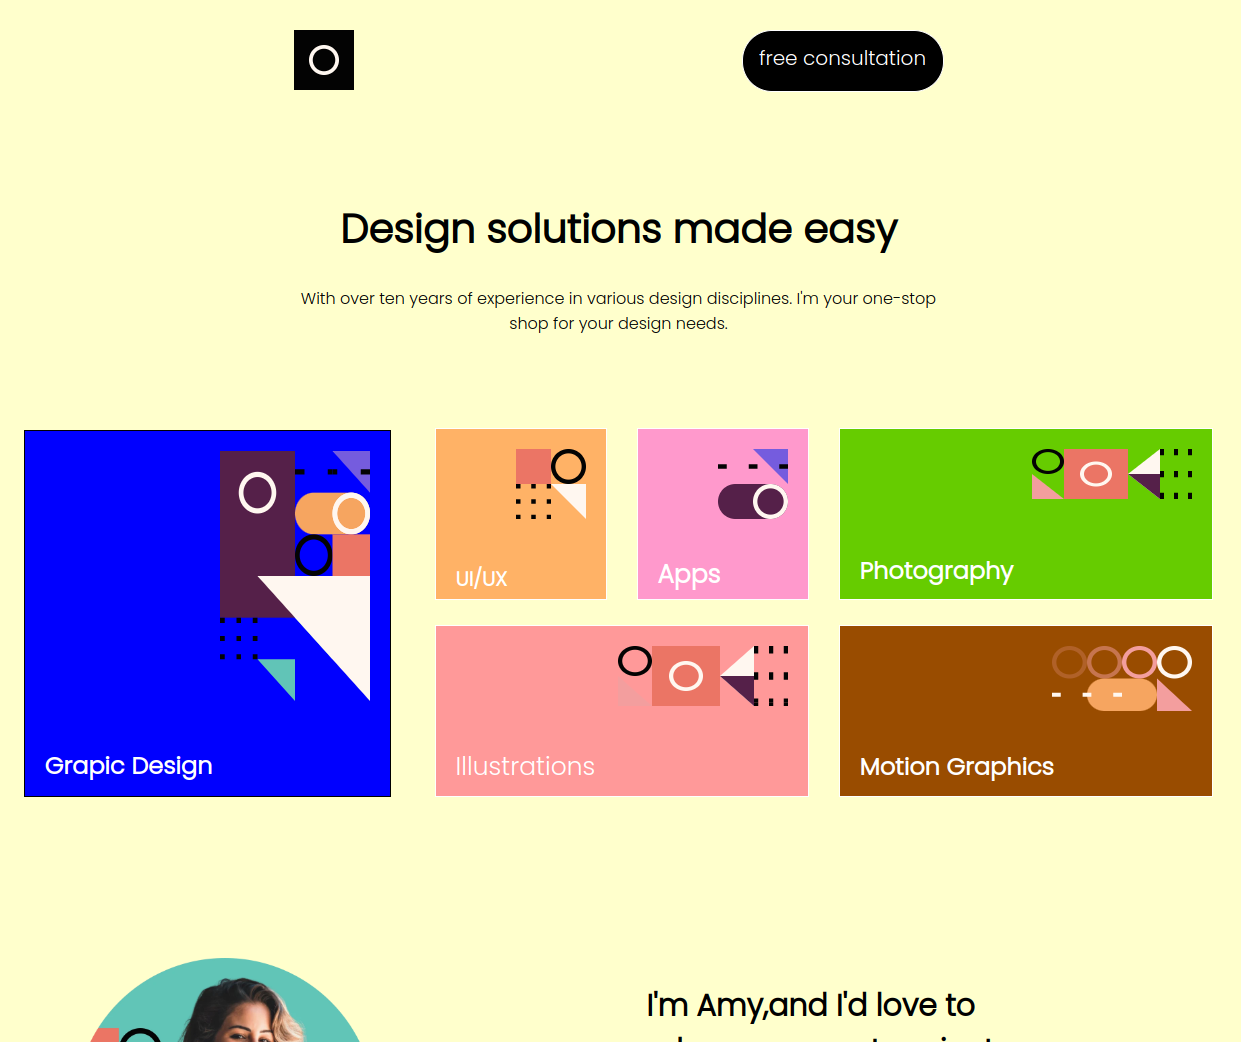 free consultation
Design solutions made easy
With over ten years of experience in various design disciplines. I'm your one-stop
shop for your design needs.
Grapic Design
UI/UX
Apps
Photography
Illustrations
Motion Graphics
I'm Amy,and I'd love to